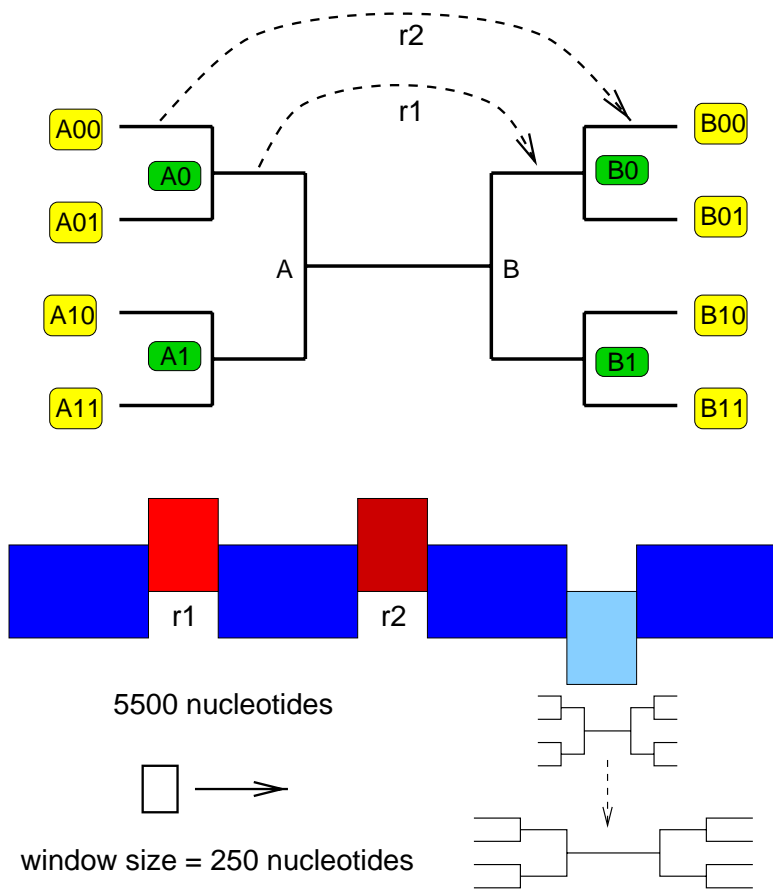 r2
r1
A00
B00
A0
B0
A01
B01
A
B
A10
B10
A1
B1
A11
B11
r1
r2
5500 nucleotides
window size = 250 nucleotides